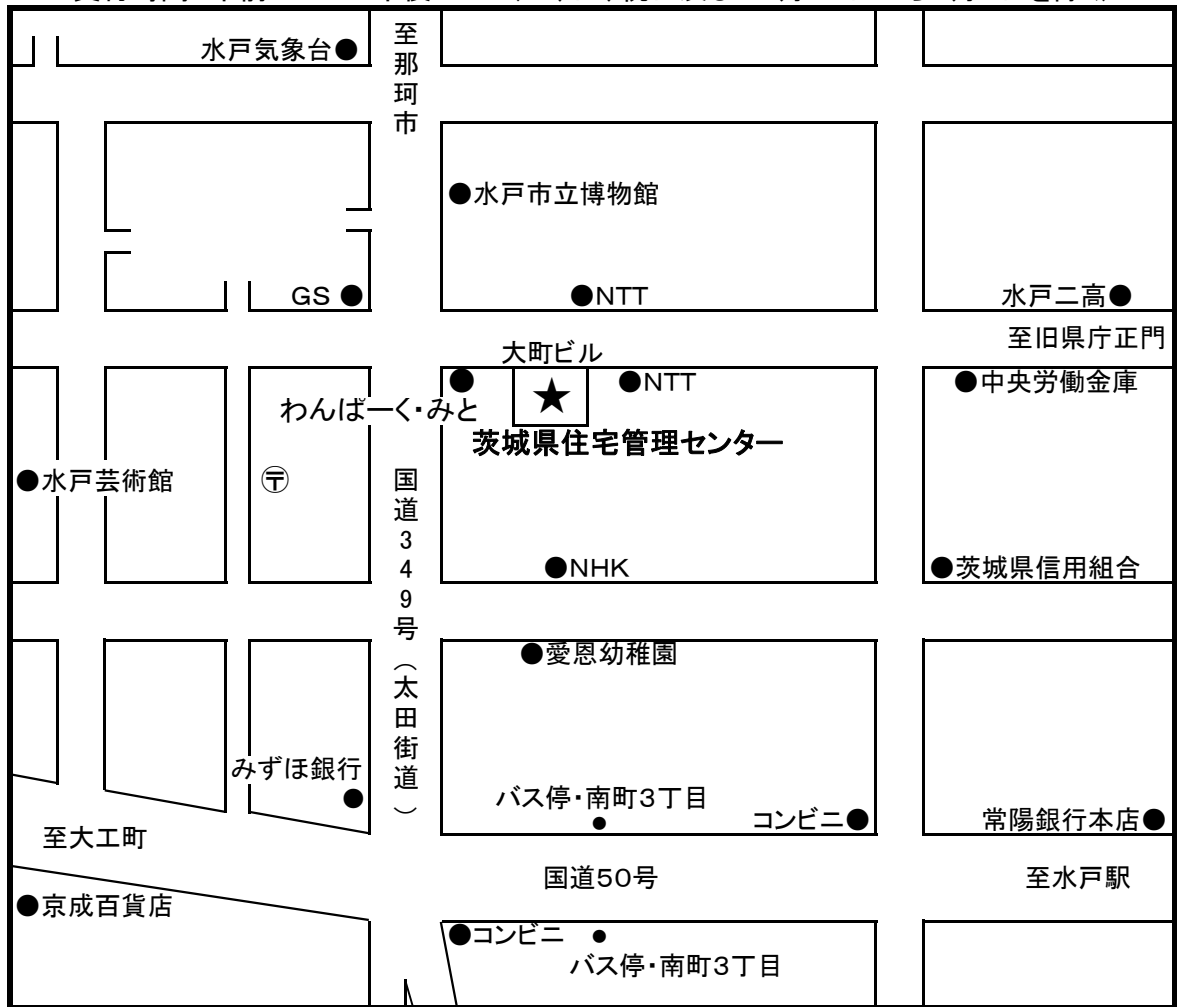 水戸気象台●
至那珂市
●水戸市立博物館
GS ●
●NTT
水戸二高●
至旧県庁正門
大町ビル
●
★
●NTT
●中央労働金庫
わんぱーく・みと
茨城県住宅管理センター
●水戸芸術館
〒
国道349号(太田街道)
●NHK
●茨城県信用組合
●愛恩幼稚園
みずほ銀行
●
バス停・南町3丁目
●
コンビニ●
常陽銀行本店●
至大工町
国道50号
至水戸駅
●京成百貨店
●コンビニ ●
バス停・南町3丁目